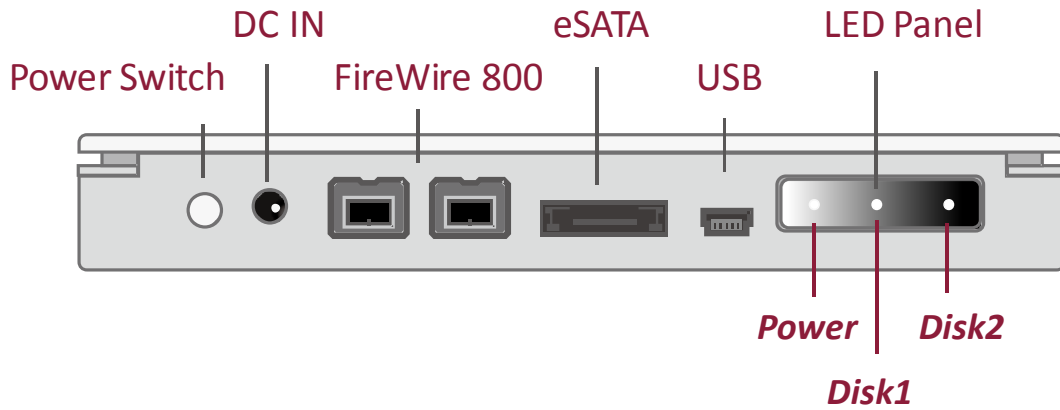 DC IN
eSATA
LED Panel
Power Switch
FireWire 800
USB
Power
Disk2
Disk1